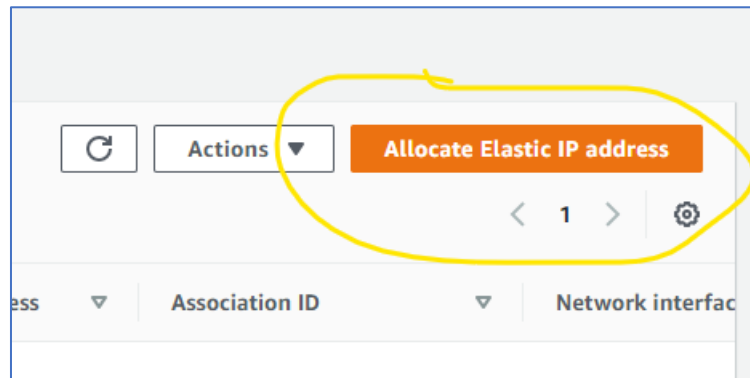 Actions Allocate Elastic IP address
1
ess Association ID Network interfac